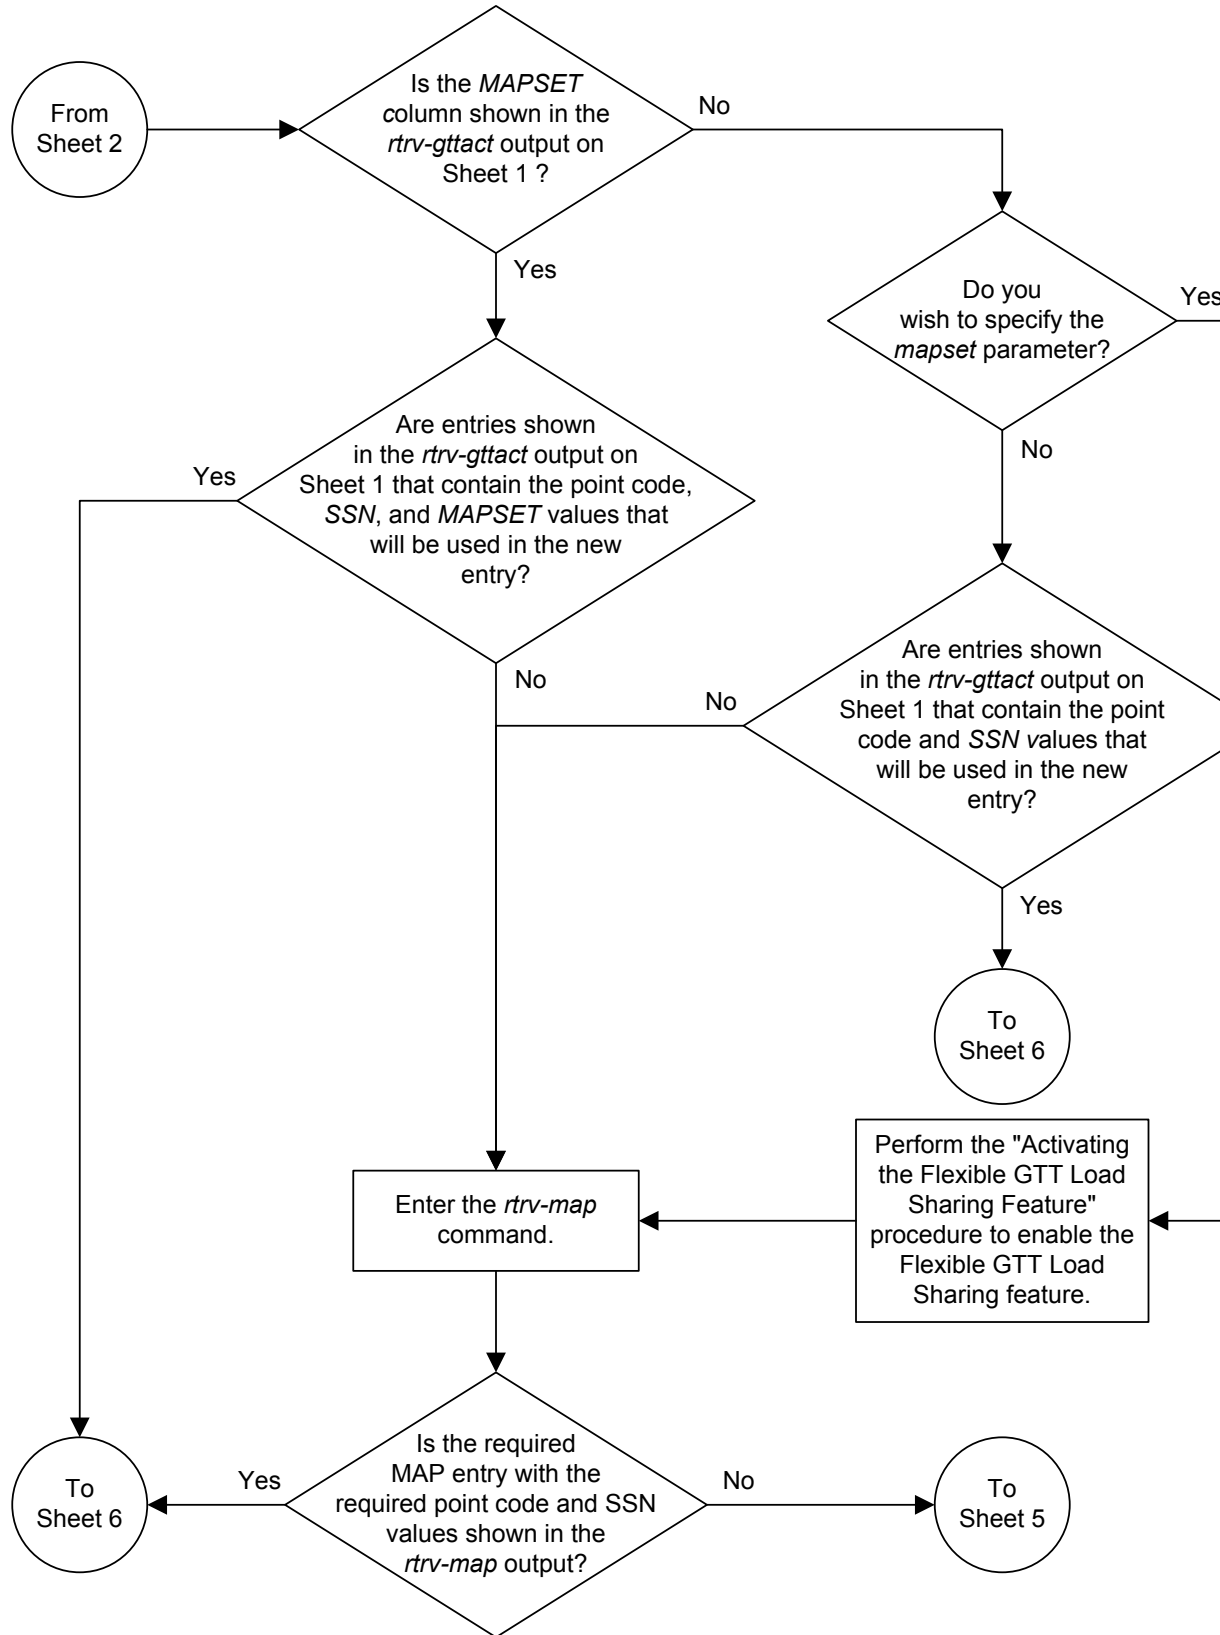 From
Sheet 2
Is the MAPSET
column shown in the
rtrv-gttact output on
Sheet 1 ?
No
Yes
Do you
wish to specify the
mapset parameter?
Yes
No
Are entries shown
in the rtrv-gttact output on
Sheet 1 that contain the point code,
SSN, and MAPSET values that
will be used in the new
entry?
Yes
No
Are entries shown
in the rtrv-gttact output on
Sheet 1 that contain the point
code and SSN values that
will be used in the new
entry?
No
Yes
To
Sheet 6
Perform the "Activating
the Flexible GTT Load
Sharing Feature"
procedure to enable the
Flexible GTT Load
Sharing feature.
Enter the rtrv-map
command.
Is the required
MAP entry with the
required point code and SSN
values shown in the
rtrv-map output?
Yes
To
Sheet 6
No
To
Sheet 5